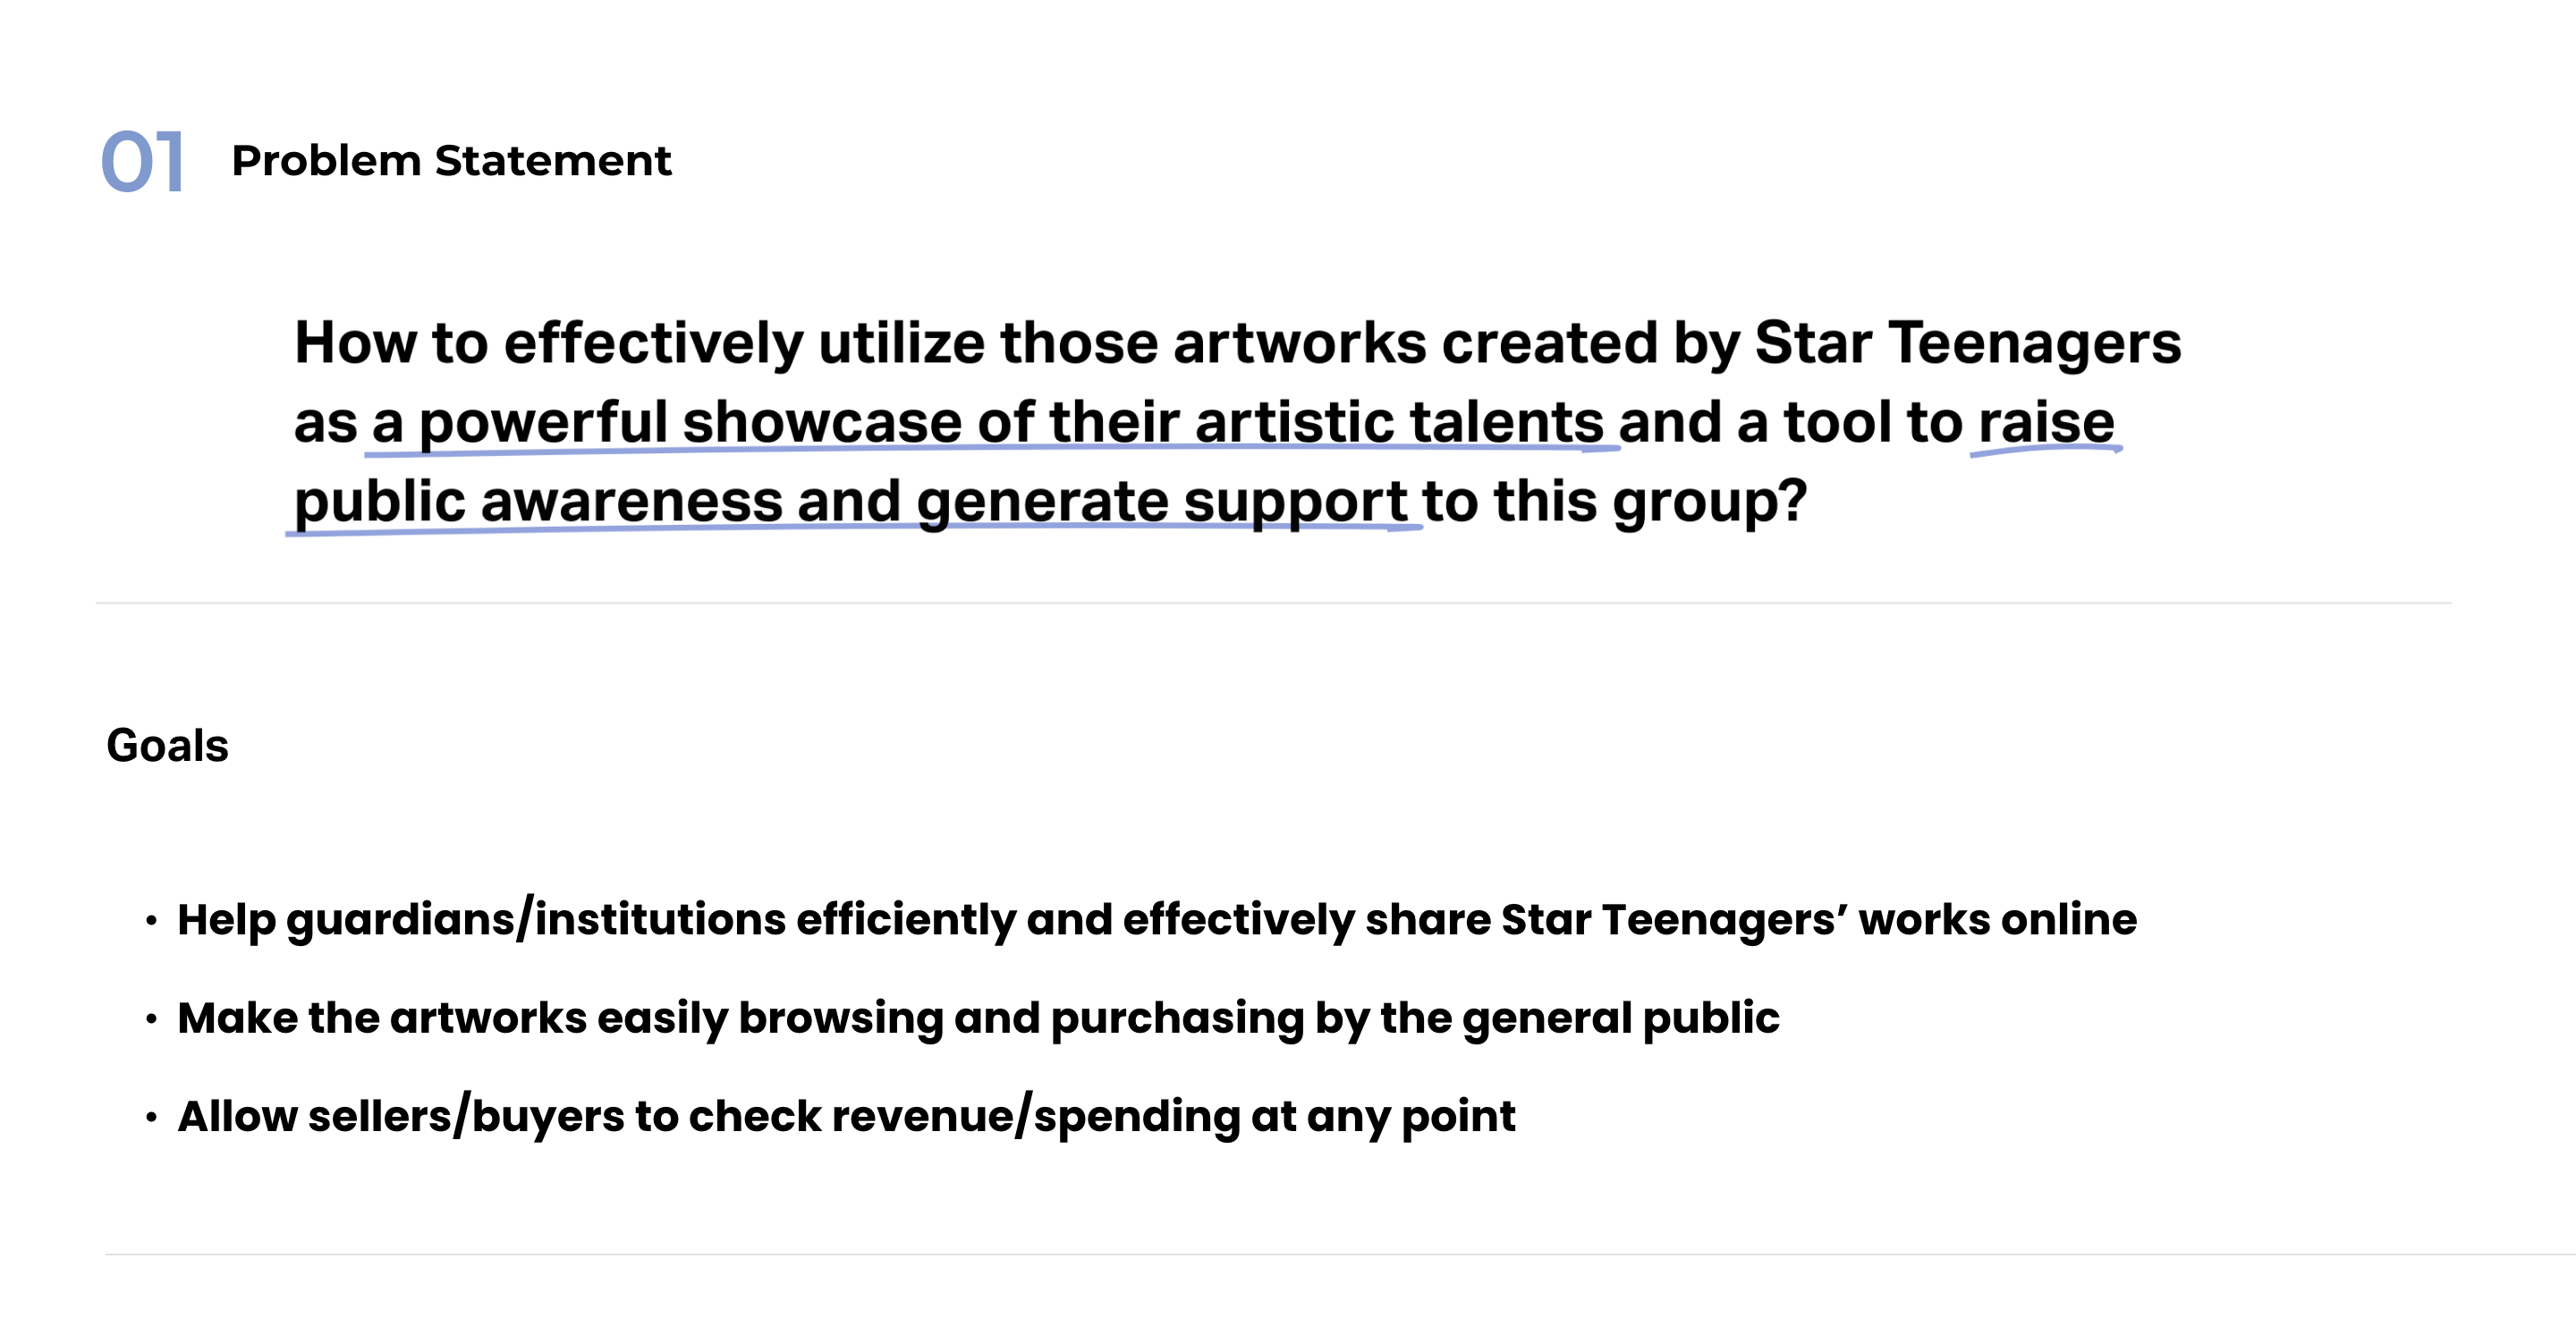 01 Problem Statement
How to effectively utilize those artworks created by Star Teenagers
as a powerful showcase of their artistic talents and a tool to raise
public awareness and generate support to this group?
Goals
• Help guardians/institutions efficiently and effectively share Star Teenagers’ works online
• Make the artworks easily browsing and purchasing by the general public
• Allow sellers/buyers to check revenue/spending at any point